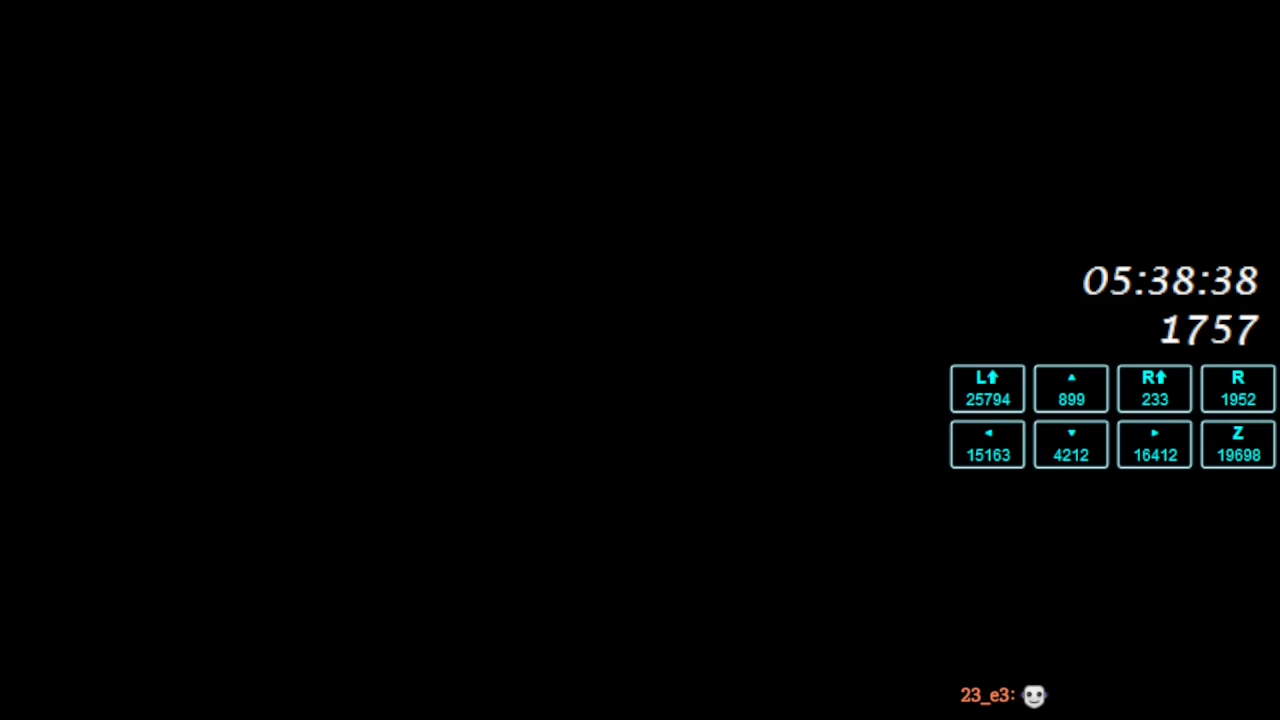 05:38:38
1757
L⬆ ▲ R⬆ R
25794 899 233 1952
◄ ▼ ► Z
15163 4212 16412 19698
23_e3: